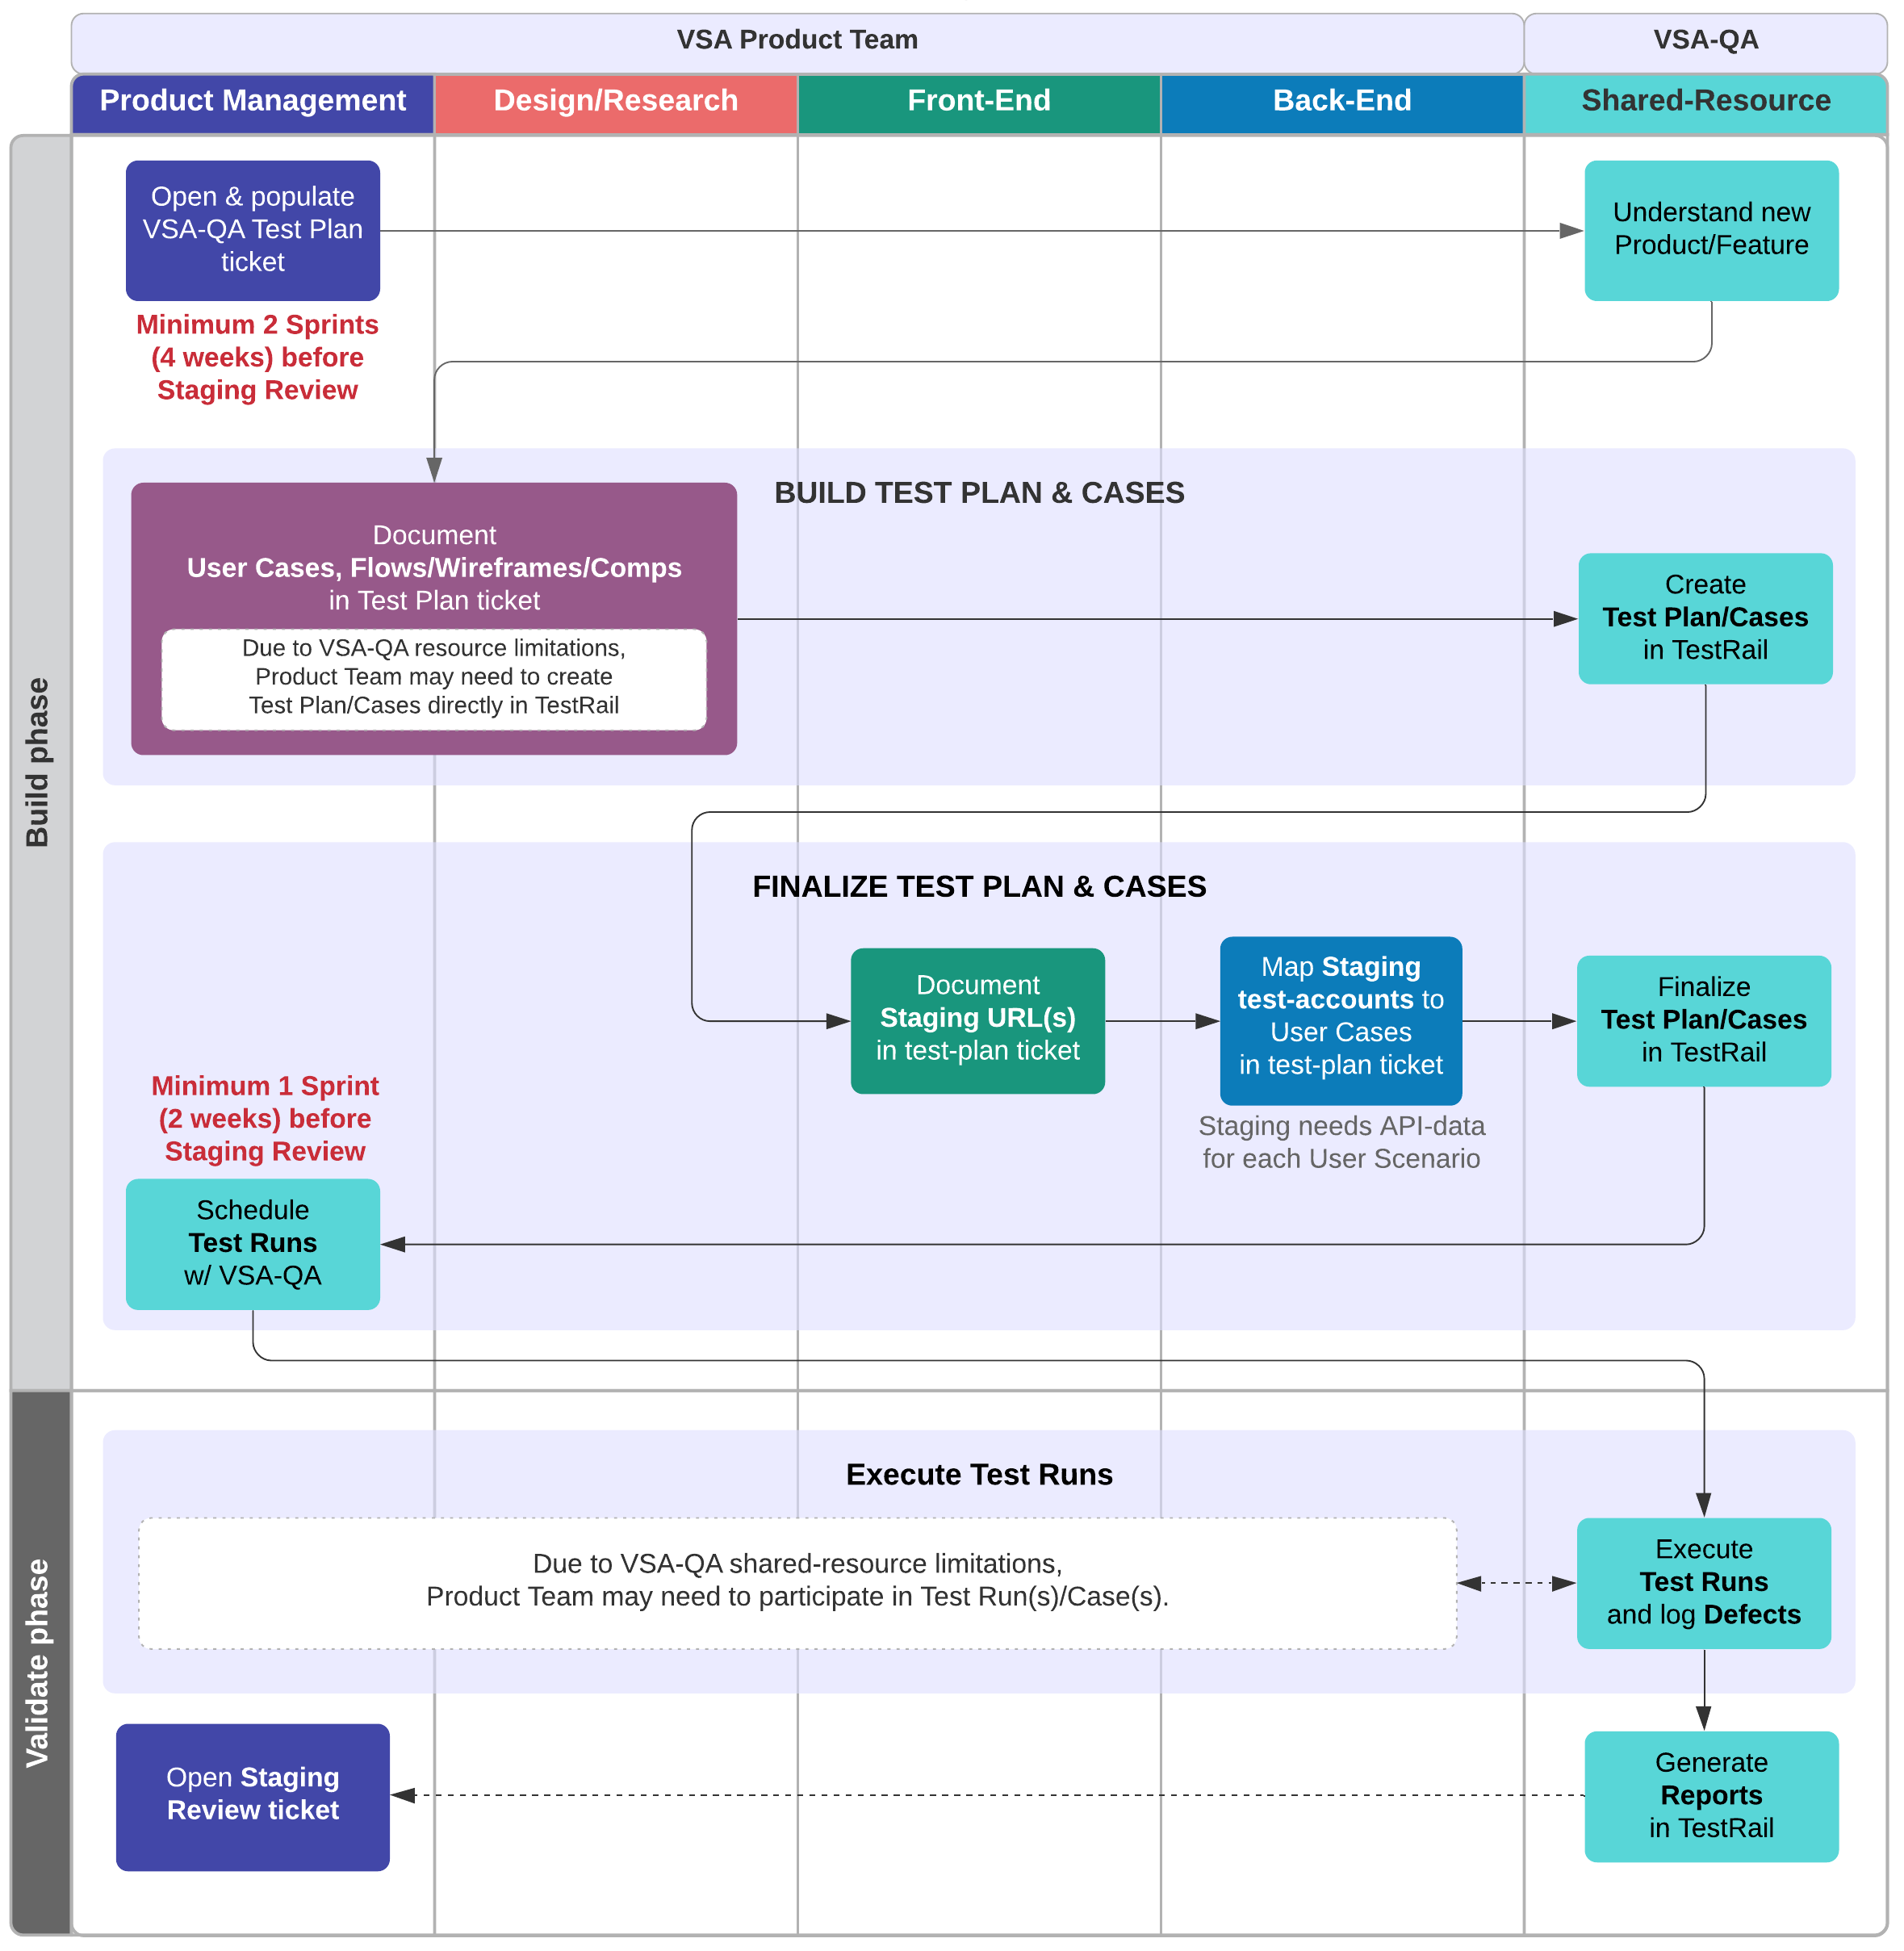 VSA Product Team
VSA-QA
Product Management
Design/Research
Front-End
Back-End
Shared-Resource
Build phase
Open & populate
VSA-QA Test Plan
ticket
Understand new
Product/Feature
Minimum 2 Sprints
(4 weeks) before
Staging Review
BUILD TEST PLAN & CASES
Document
User Cases, Flows/Wireframes/Comps
in Test Plan ticket
Due to VSA-QA resource limitations,
Product Team may need to create
Test Plan/Cases directly in TestRail
Create
Test Plan/Cases
in TestRail
FINALIZE TEST PLAN & CASES
Document
Staging URL(s)
in test-plan ticket
Map Staging
test-accounts to
User Cases
in test-plan ticket
Staging needs API-data
for each User Scenario
Finalize
Test Plan/Cases
in TestRail
Minimum 1 Sprint
(2 weeks) before
Staging Review
Schedule
Test Runs
w/ VSA-QA
Validate phase
Execute Test Runs
Due to VSA-QA shared-resource limitations,
Product Team may need to participate in Test Run(s)/Case(s).
Execute
Test Runs
and log Defects
Open Staging
Review ticket
Generate
Reports
in TestRail